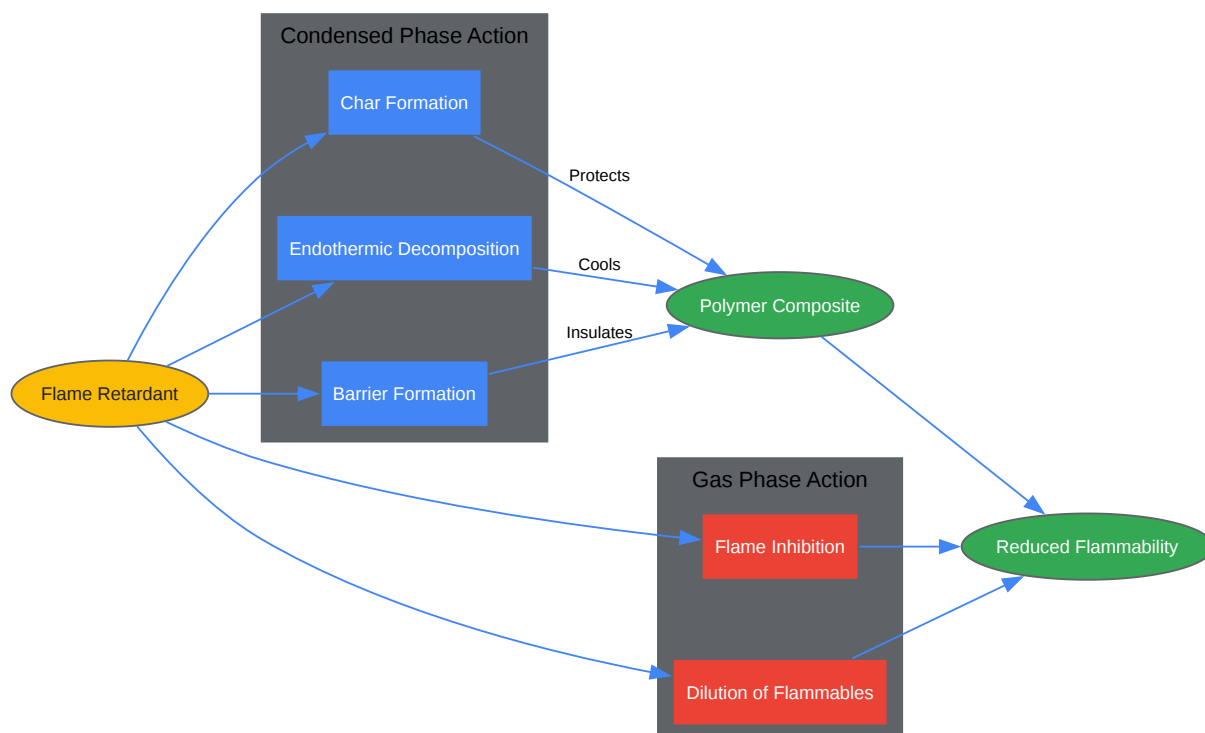 Condensed Phase Action
Char Formation
Protects
Endothermic Decomposition
Cools
Polymer Composite
Insulates
Flame Retardant
Barrier Formation
Gas Phase Action
Flame Inhibition
Reduced Flammability
Dilution of Flammables